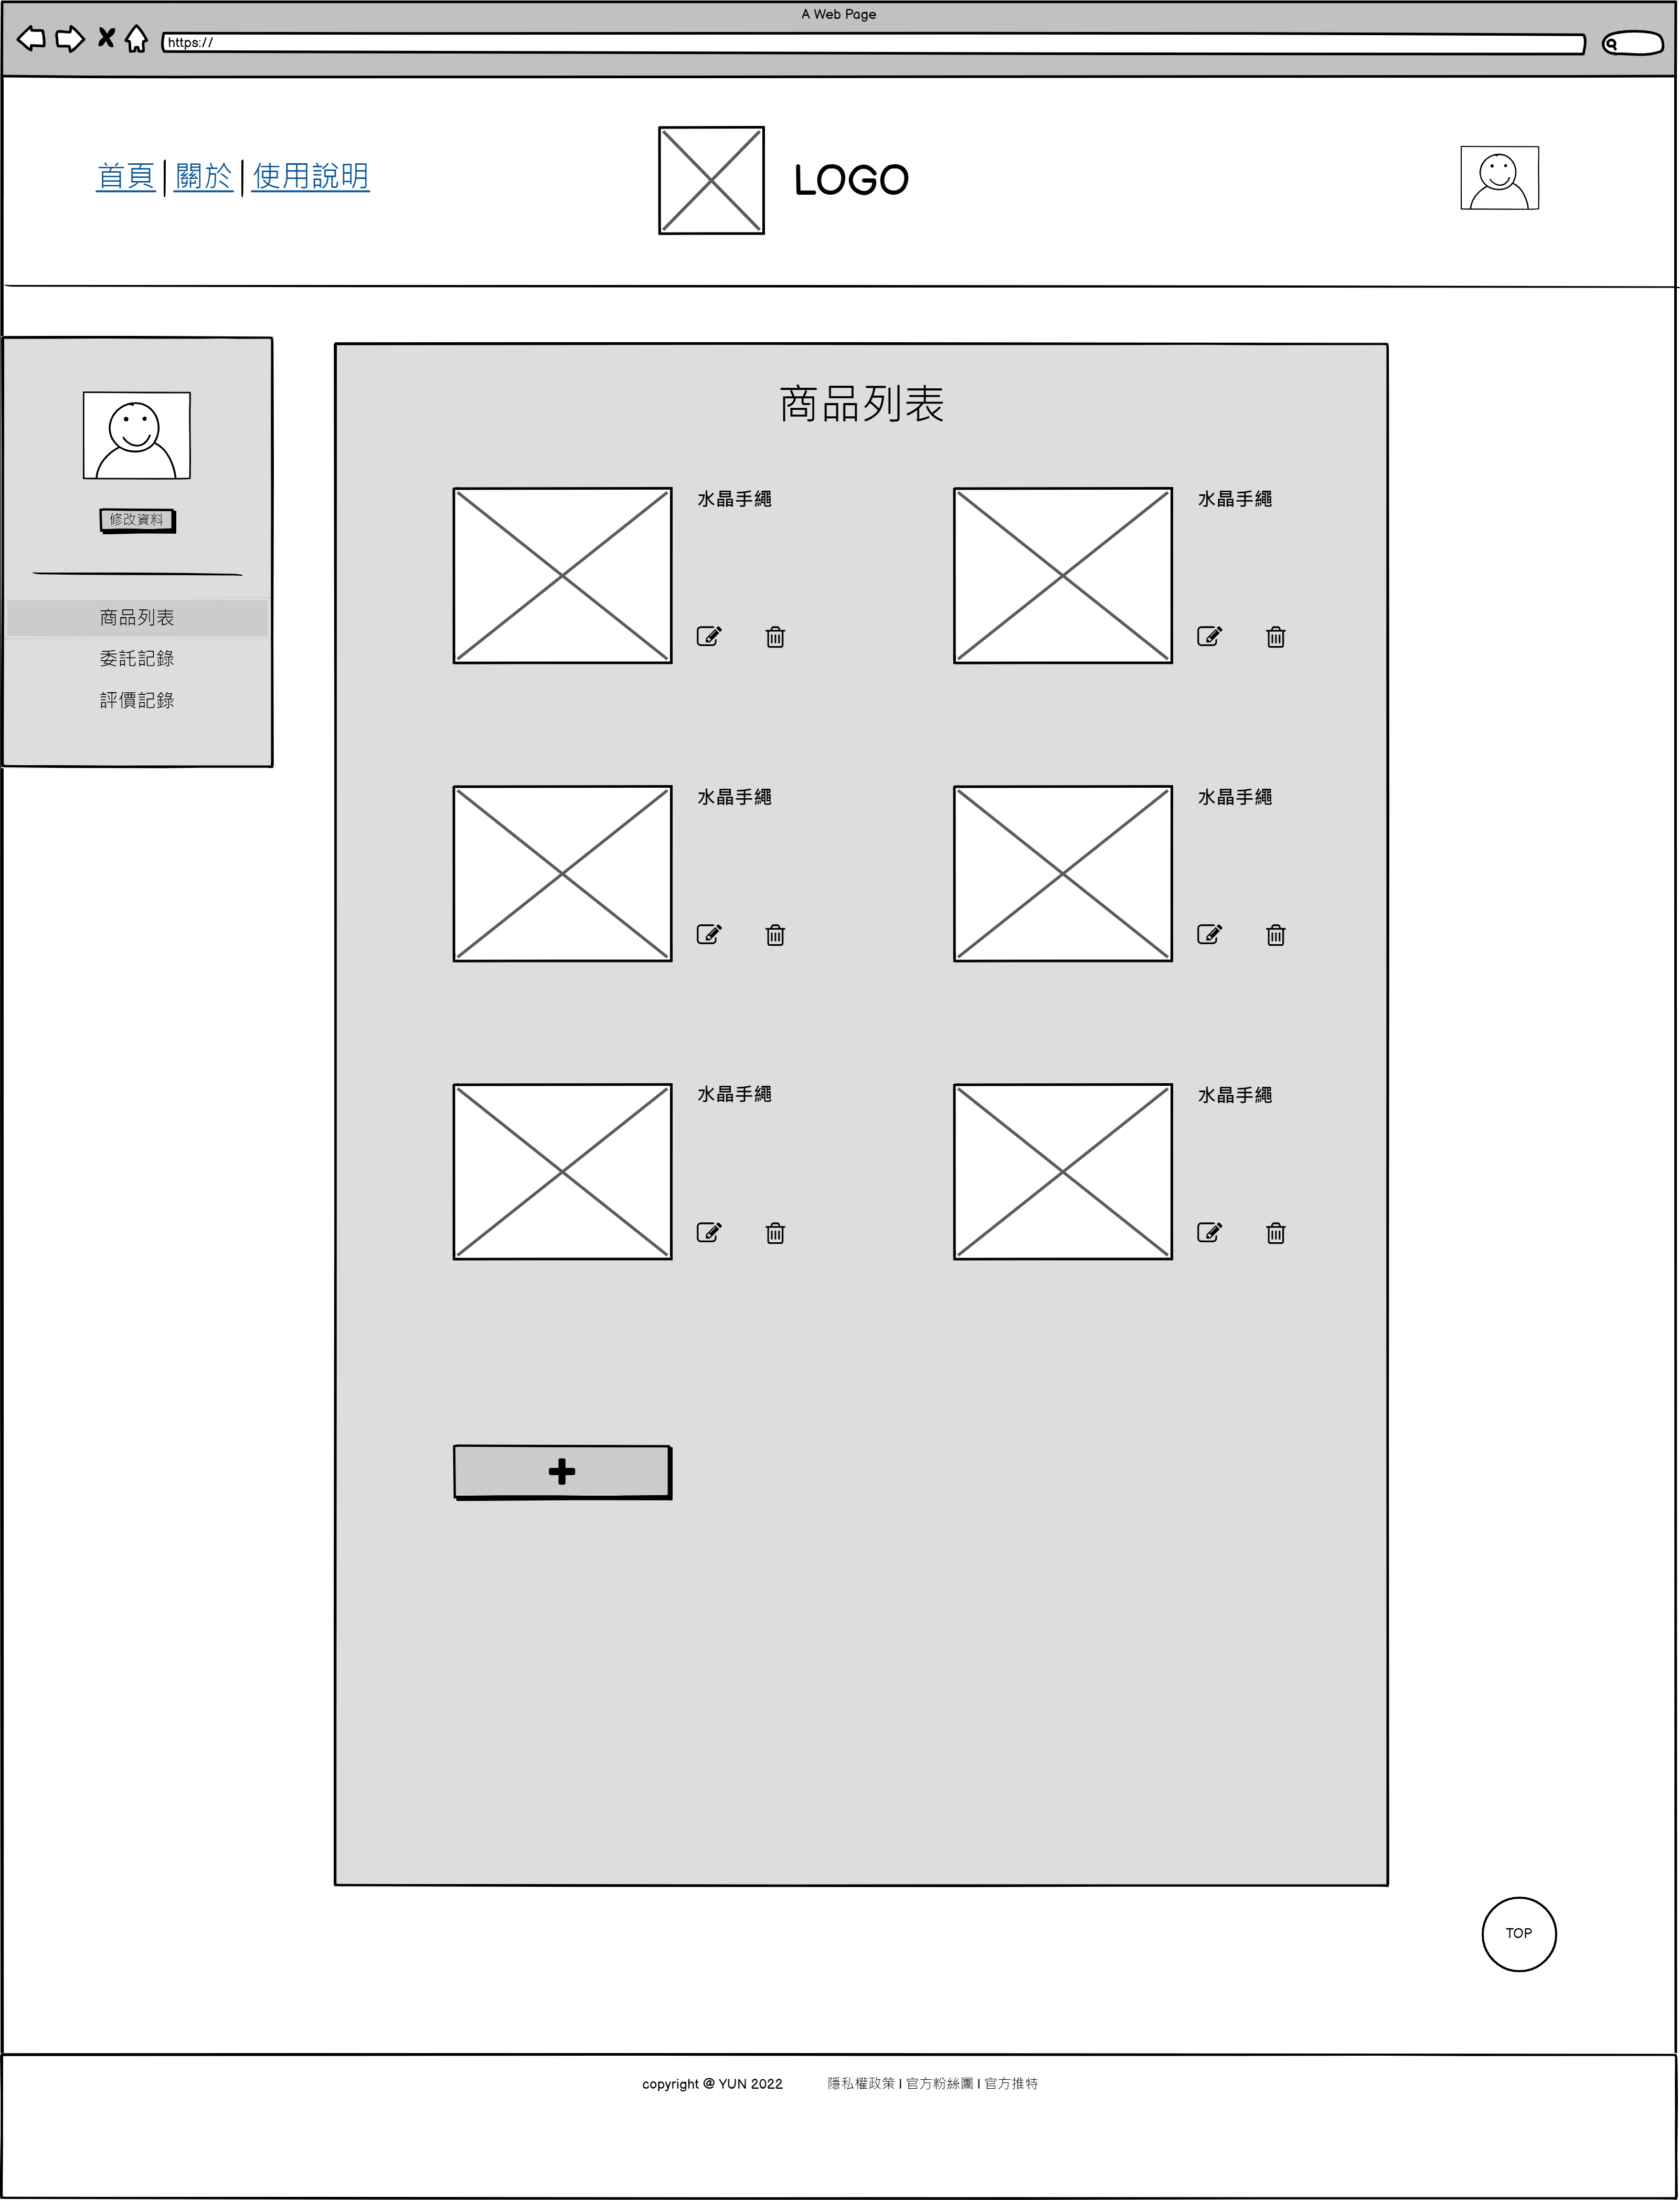 A Web Page
https://
首頁 | 關於 | 使用說明
LOGO
修改資料
商品列表
委託記錄
評價記錄
商品列表
水晶手繩
水晶手繩
水晶手繩
水晶手繩
水晶手繩
水晶手繩
TOP
copyright @ YUN 2022
隱私權政策 | 官方粉絲團 | 官方推特